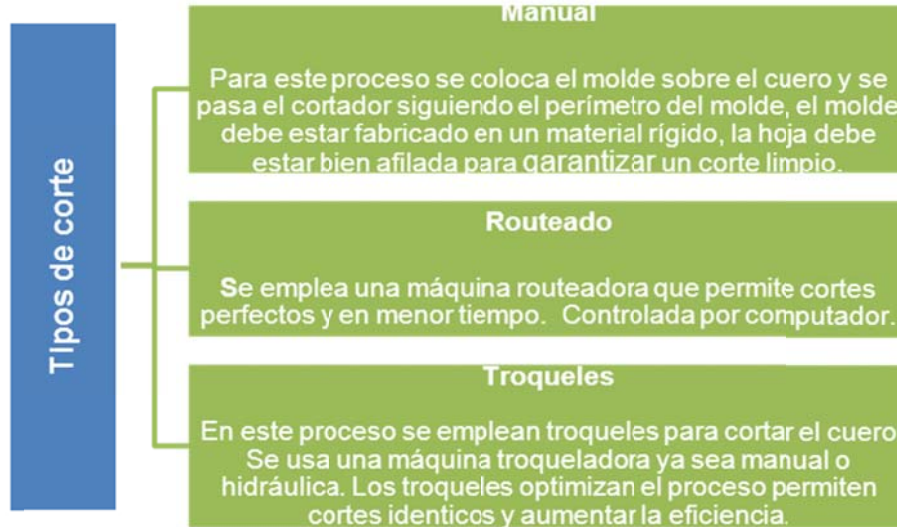 Tipos de corte
Manual
Para este proceso se coloca el molde sobre el cuero y se
pasa el cortador siguiendo el perímetro del molde, el molde
debe estar fabricado en un material rígido, la hoja debe
estar bien afilada para garantizar un corte limpio.
Routeado
Se emplea una máquina routeadora que permite cortes
perfectos y en menor tiempo. Controlada por computador.
Troqueles
En este proceso se emplean troqueles para cortar el cuero
Se usa una máquina troqueladora ya sea manual o
hidráulica. Los troqueles optimizan el proceso permiten
cortes identicos y aumentar la eficiencia.